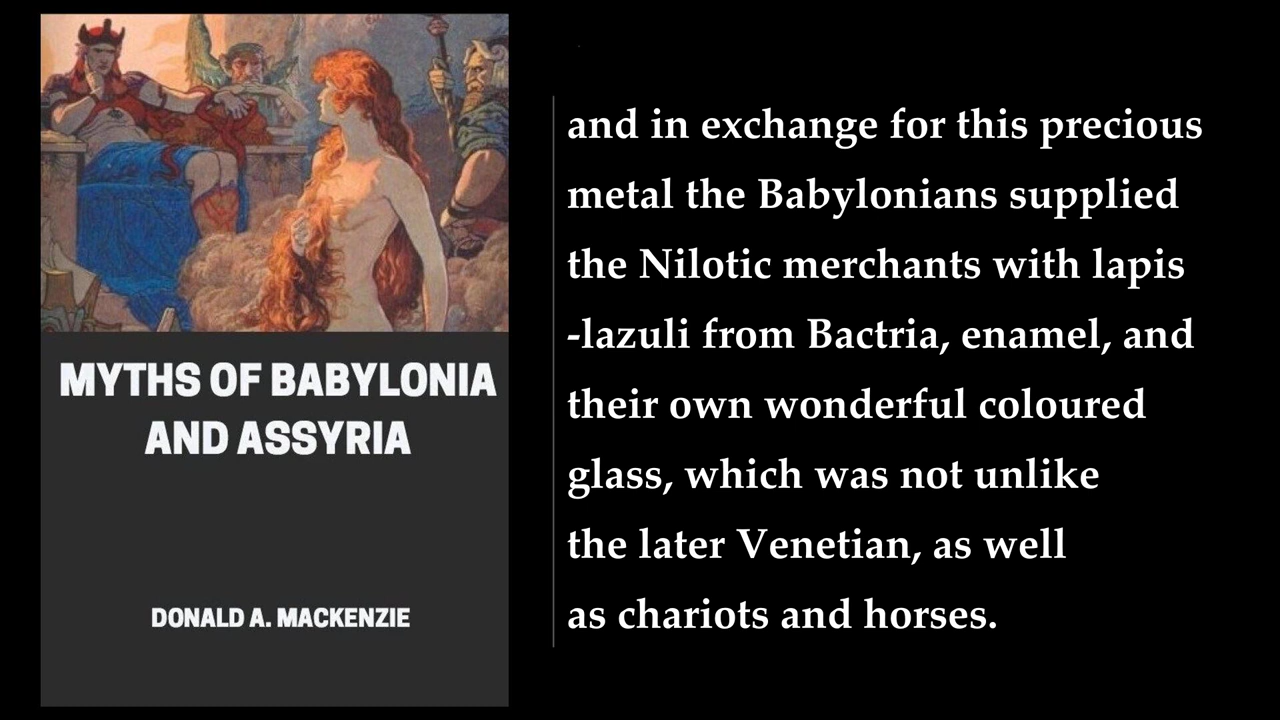 MYTHS OF BABYLONIA
AND ASSYRIA
DONALD A. MACKENZIE
and in exchange for this precious
metal the Babylonians supplied
the Nilotic merchants with lapis
-lazuli from Bactria, enamel, and
their own wonderful coloured
glass, which was not unlike
the later Venetian, as well
as chariots and horses.